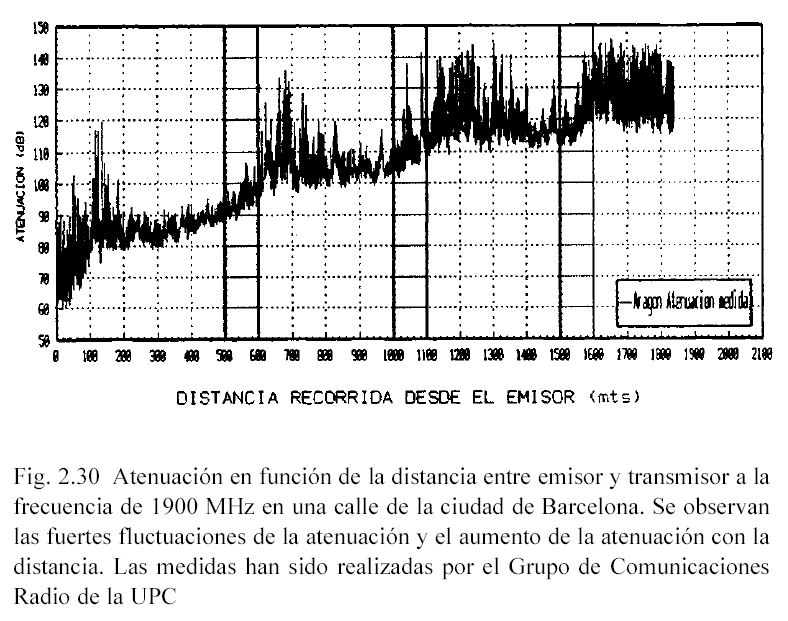 150
140
130
120
110
100
90
80
70
60
50
ATENUACION (dB)
0 100 200 300 400 500 600 700 800 900 1000 1100 1200 1300 1400 1500 1600 1700 1800 1900 2000 2100
Aragon Atenuacion medida
DISTANCIA RECORRIDA DESDE EL EMISOR (mts)
Fig. 2.30 Atenuación en función de la distancia entre emisor y transmisor a la
frecuencia de 1900 MHz en una calle de la ciudad de Barcelona. Se observan
las fuertes fluctuaciones de la atenuación y el aumento de la atenuación con la
distancia. Las medidas han sido realizadas por el Grupo de Comunicaciones
Radio de la UPC